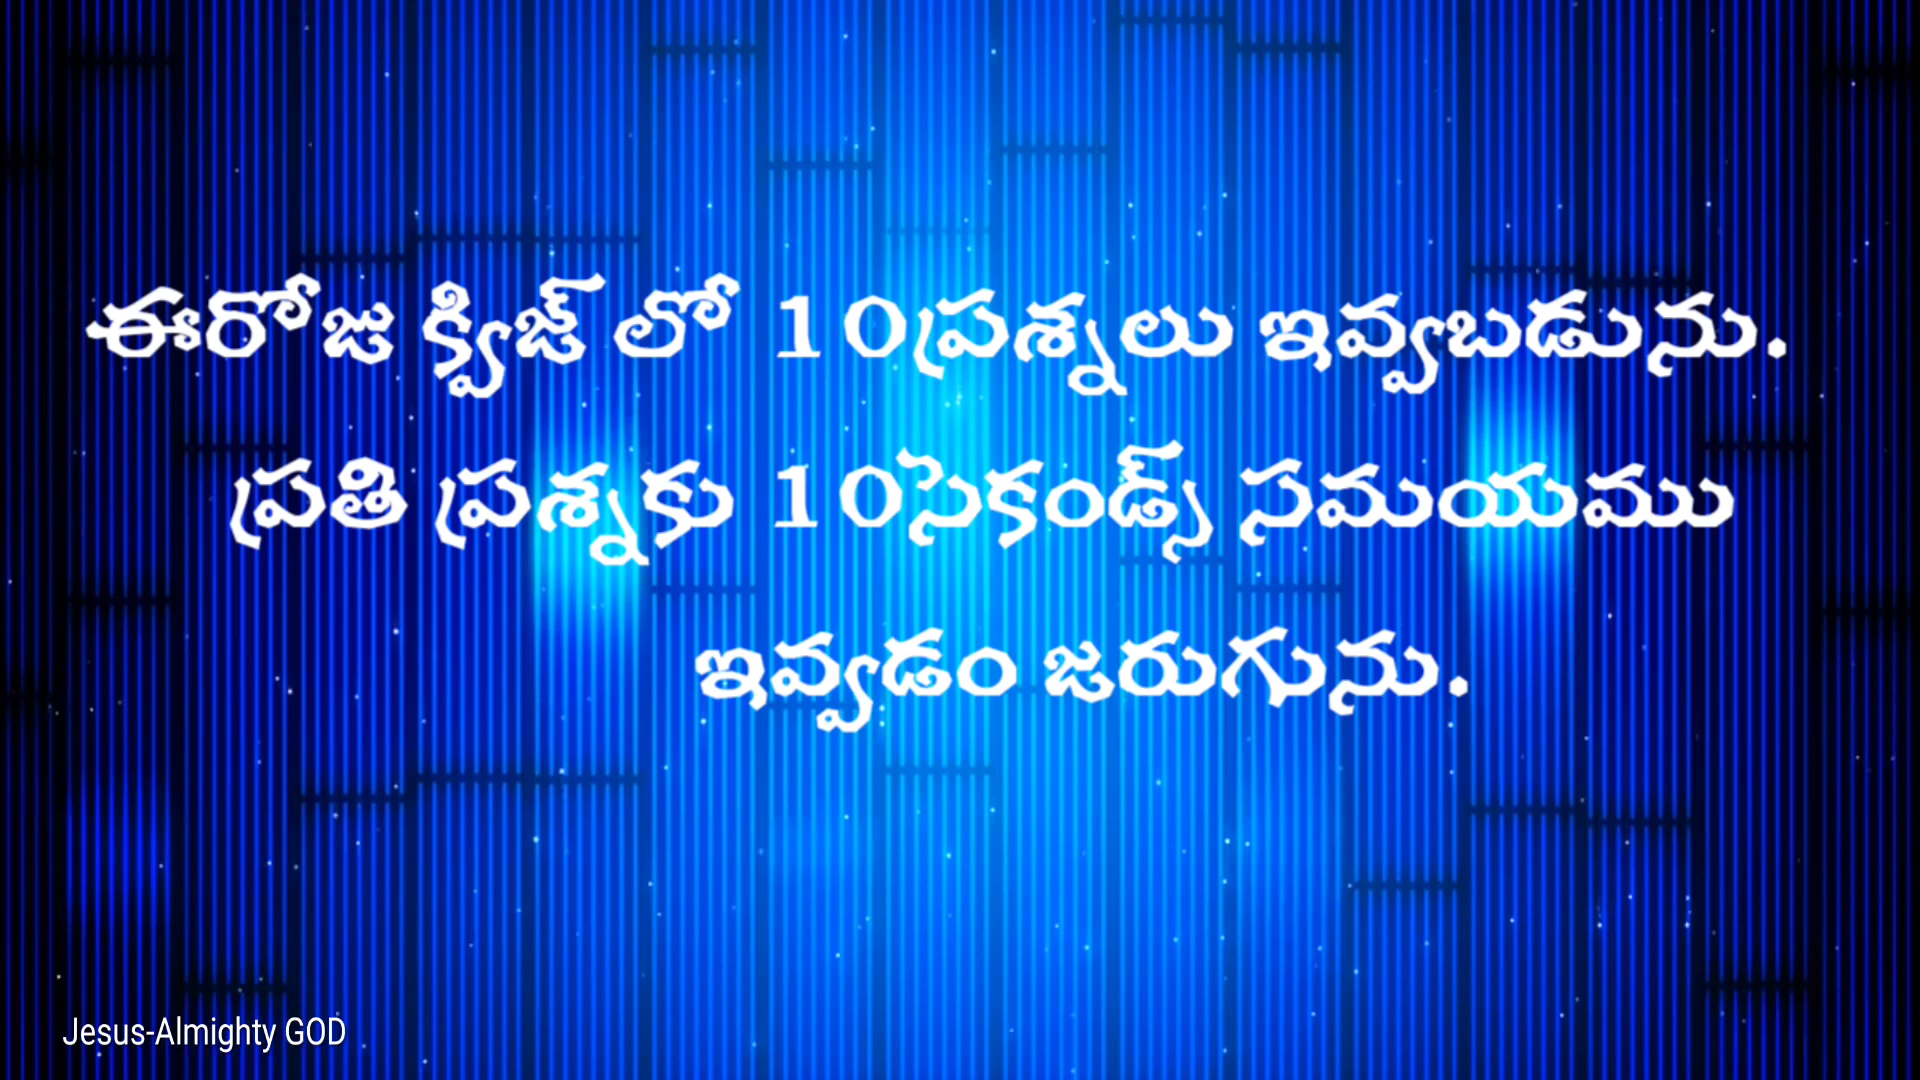 ఈరోజు క్విజ్ లో 10ప్రశ్నలు ఇవ్వబడును.
ప్రతి ప్రశ్నకు 10సెకండ్స్ సమయము
ఇవ్వడం జరుగును.
Jesus-Almighty GOD